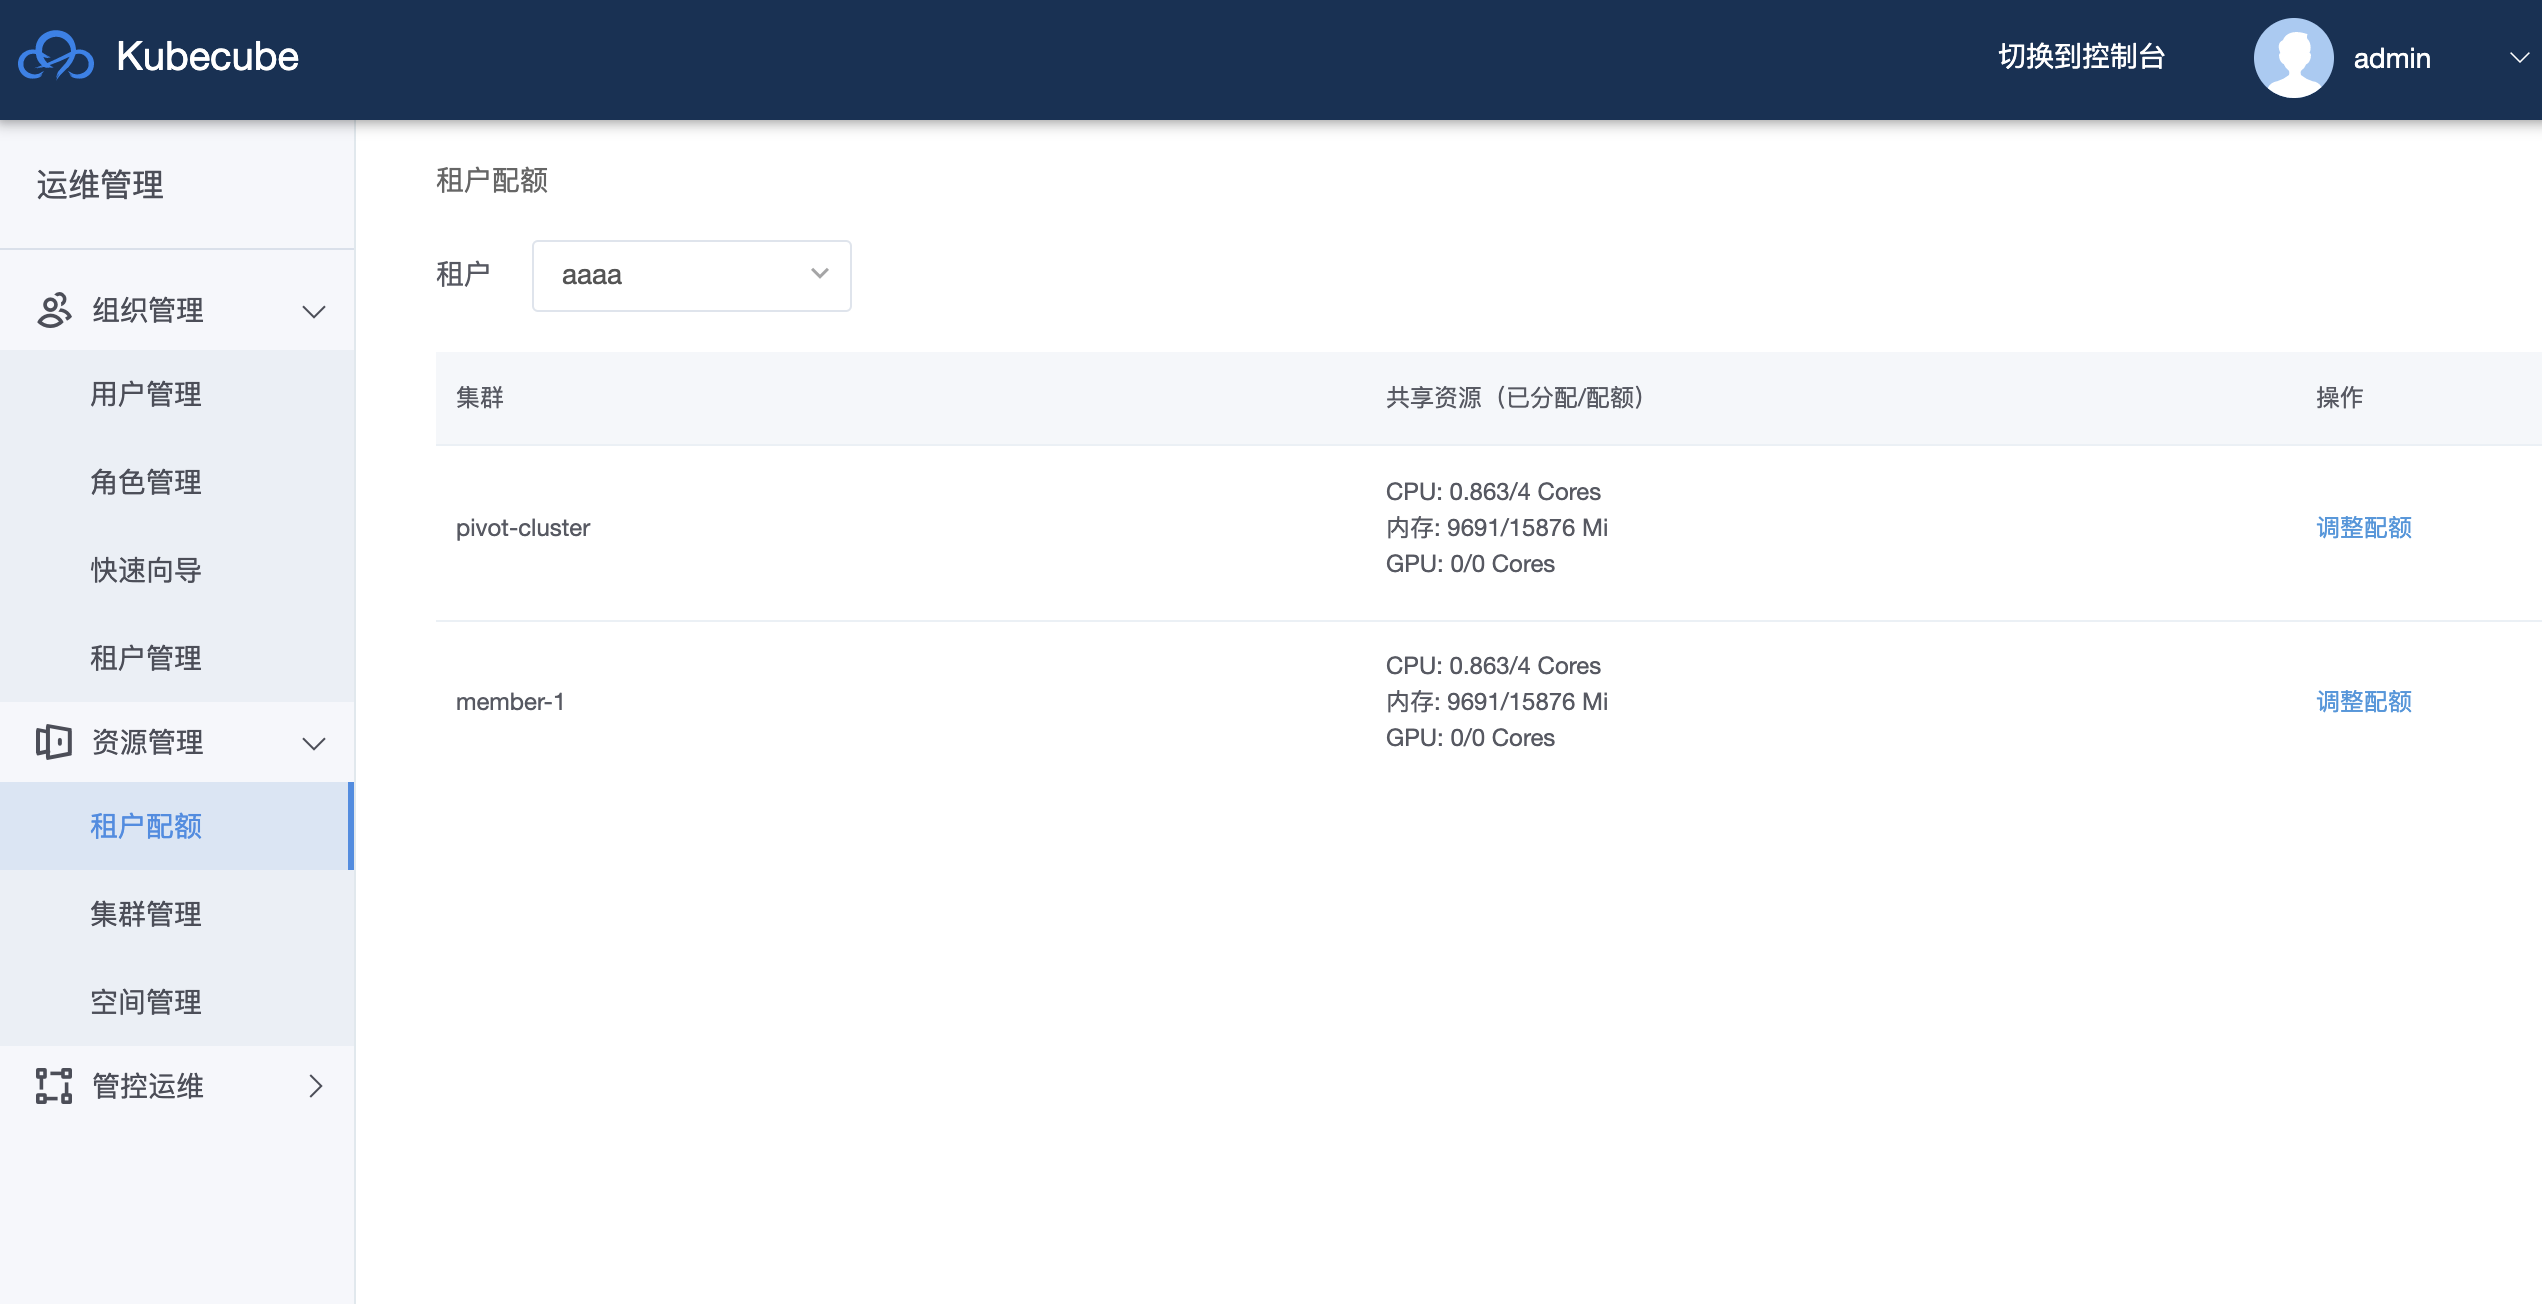 Kubecube
切换到控制台
admin
运维管理
组织管理
用户管理
角色管理
快速向导
租户管理
资源管理
租户配额
集群管理
空间管理
管控运维
租户配额
租户
aaaa
集群
共享资源（已分配/配额）
操作
pivot-cluster
CPU: 0.863/4 Cores
内存: 9691/15876 Mi
GPU: 0/0 Cores
调整配额
member-1
CPU: 0.863/4 Cores
内存: 9691/15876 Mi
GPU: 0/0 Cores
调整配额